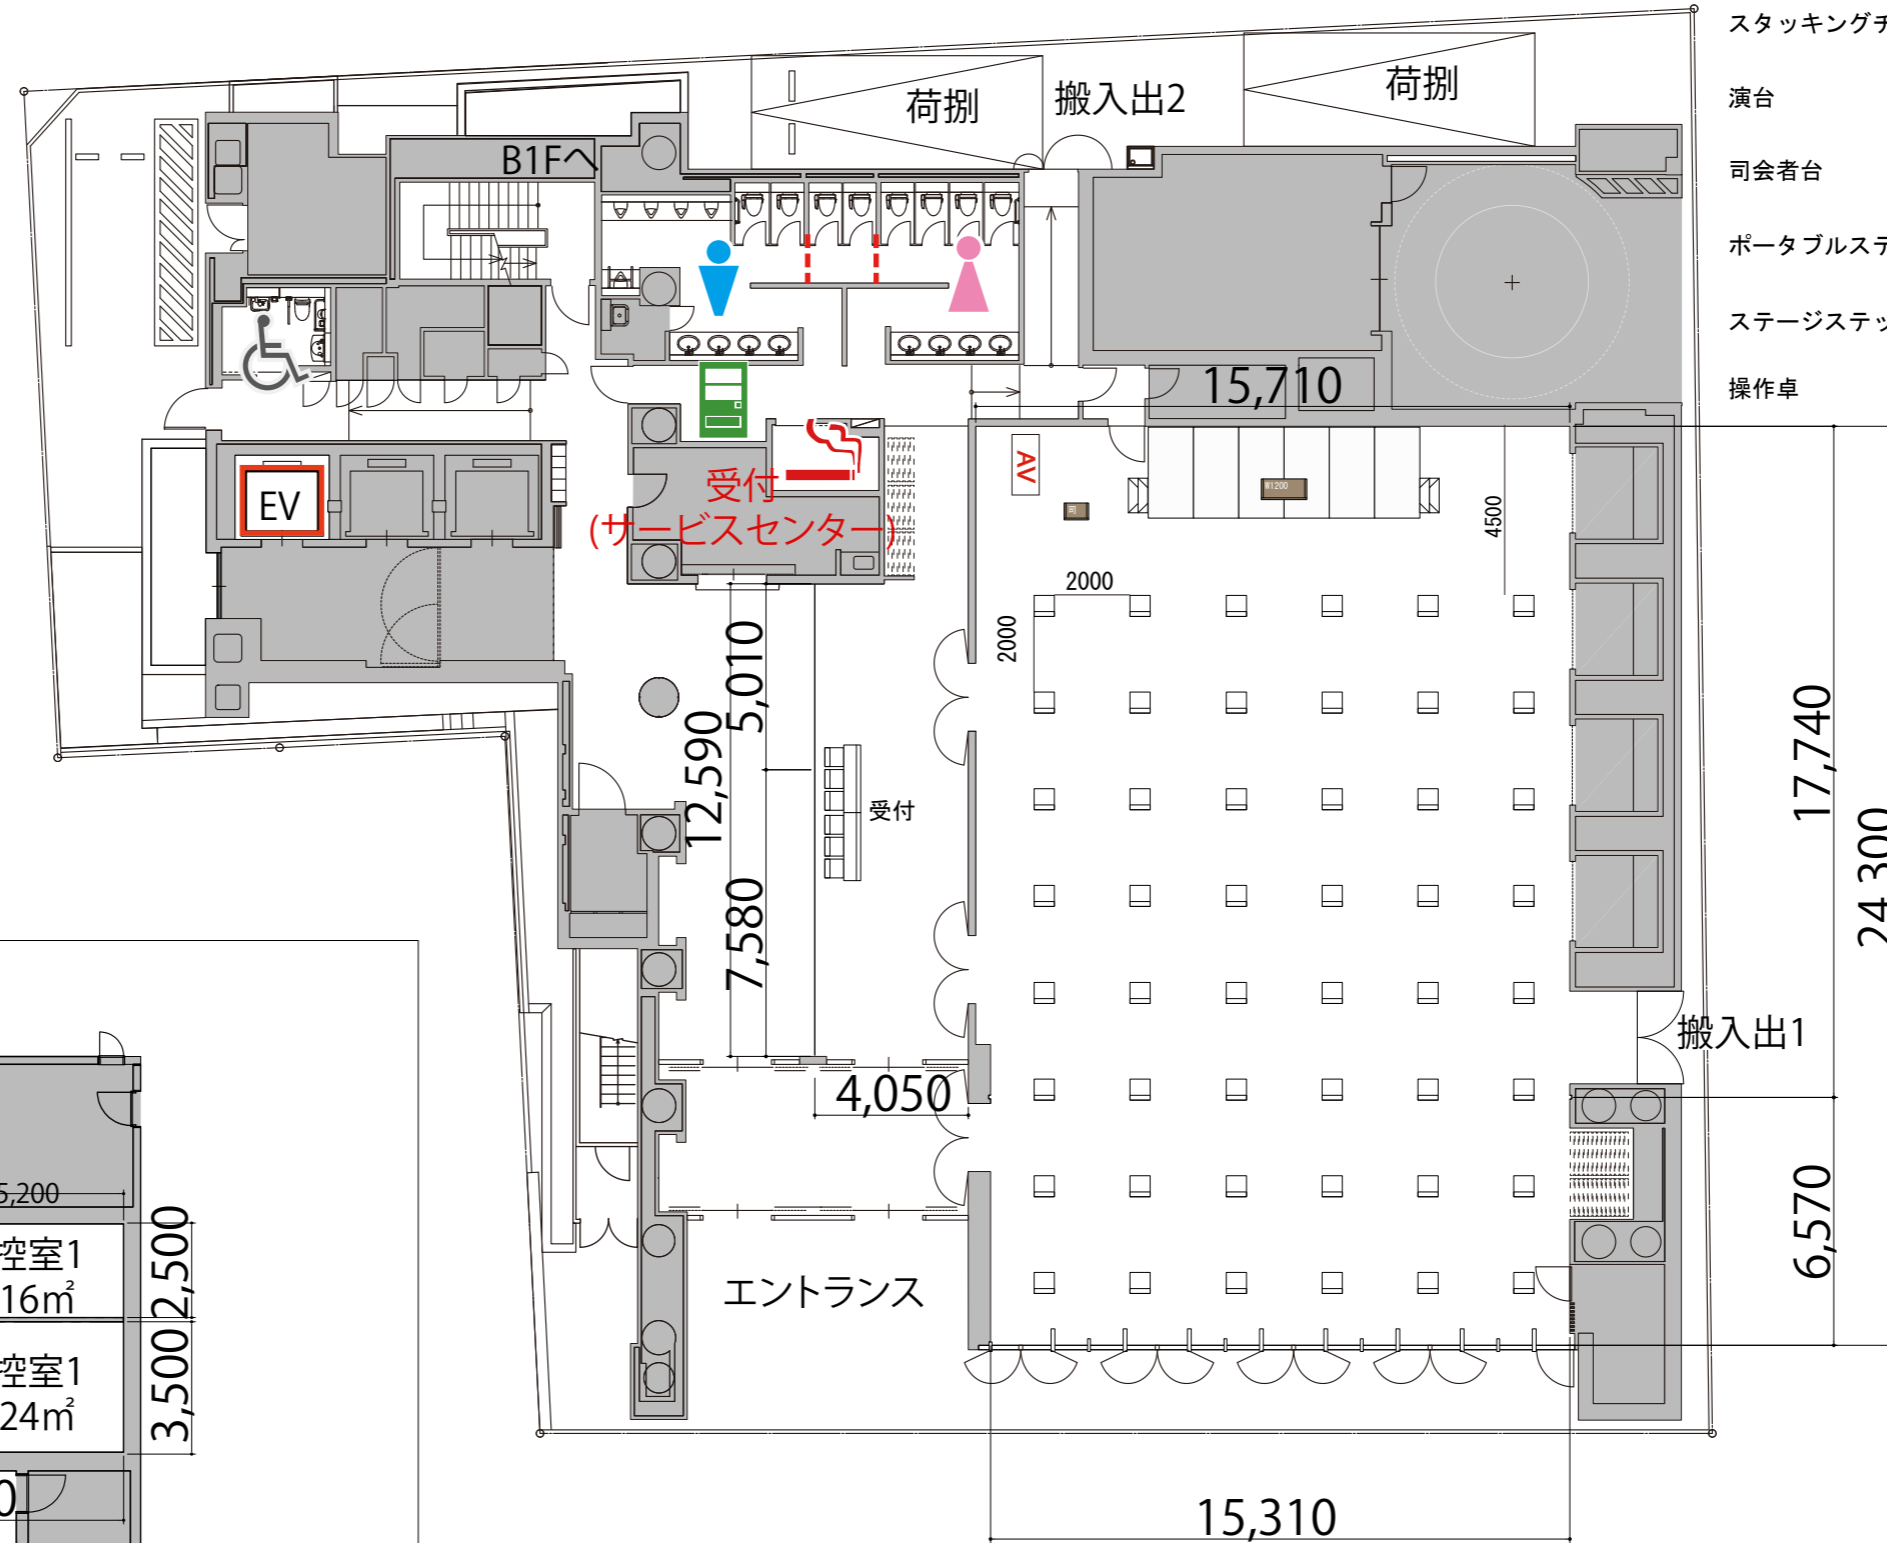 スタッキングチ
荷捌
搬入出2
荷捌
演台
B1Fへ
司会者台
ポータブルステ
ステージステッ
操作卓
15,710
AV
W1200
受付
(サービスセンター)
EV
司
4500
2000
2000
5,010
12,590
17,740
24,300
受付
7,580
搬入出1
4,050
6,570
5,200
2,500
控室1
16㎡
エントランス
控室1
24㎡
3,500
0
15,310